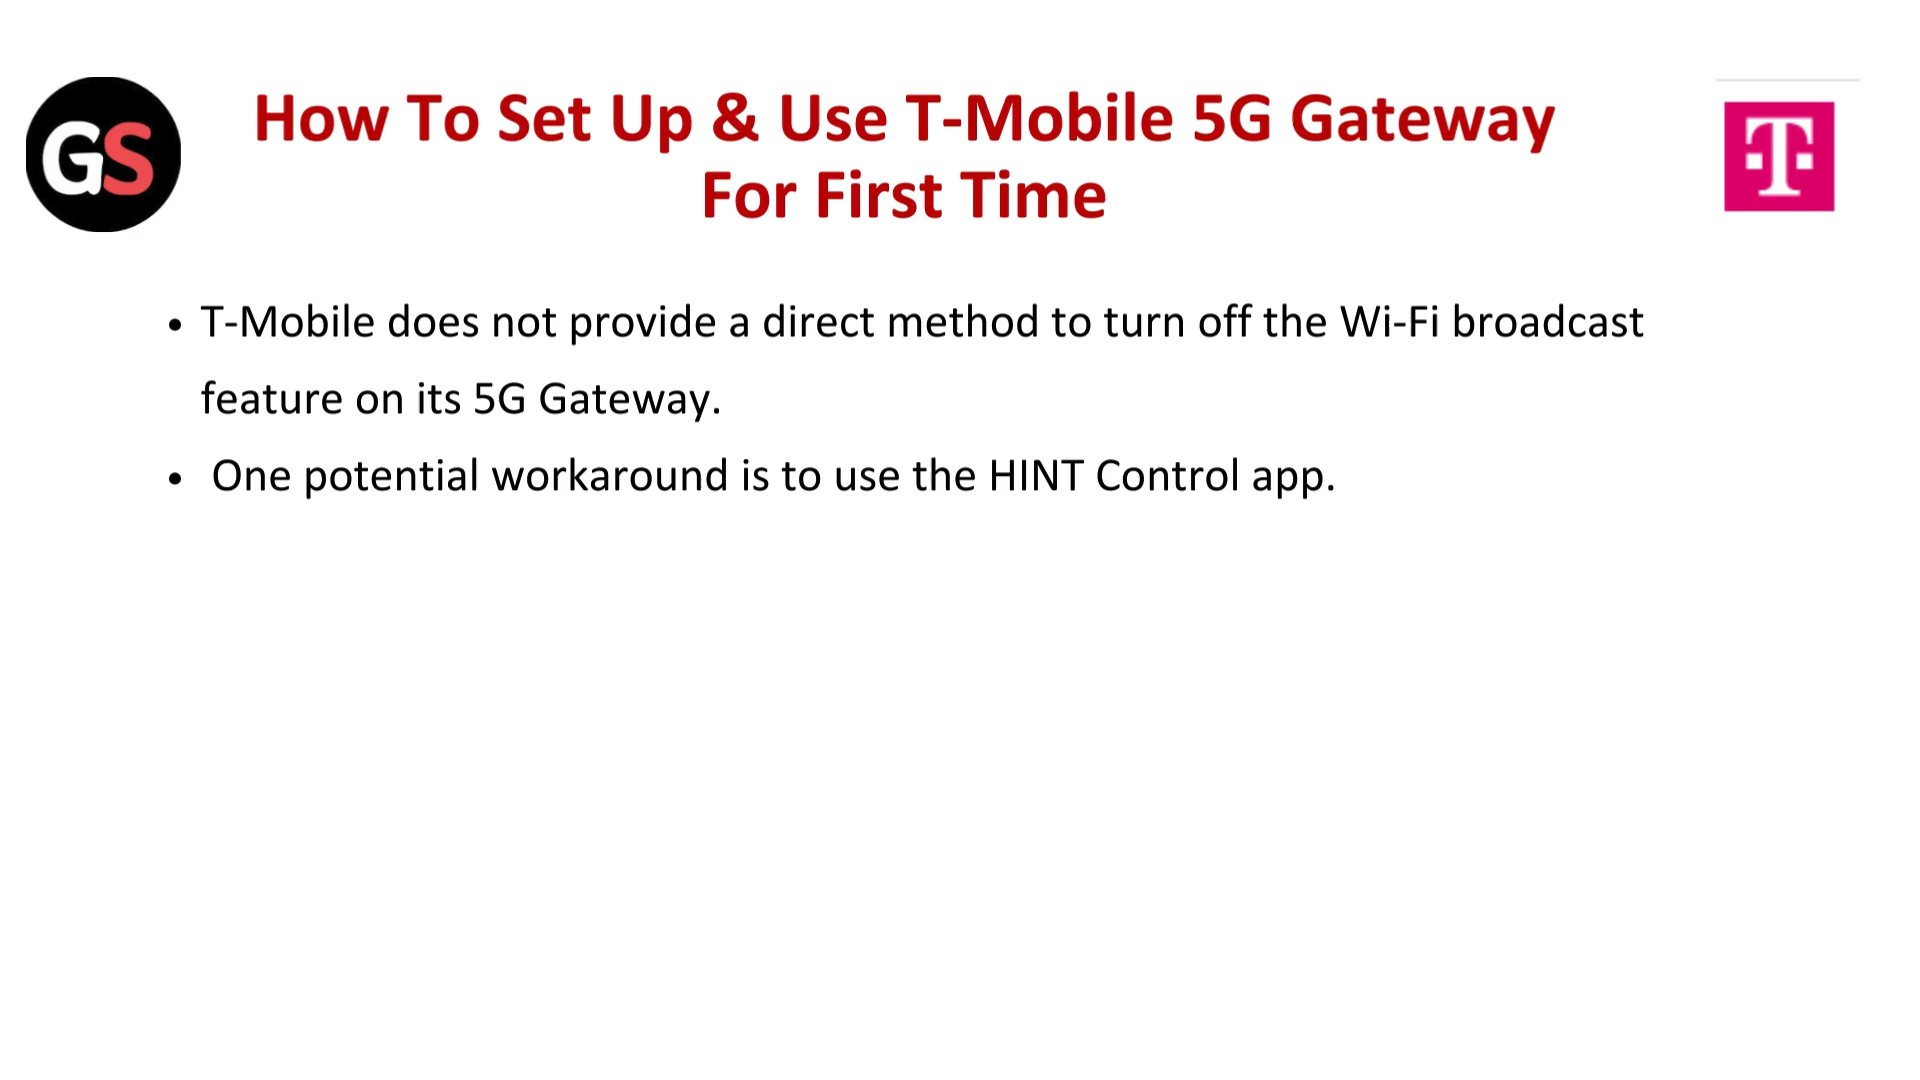 GS
How To Set Up & Use T-Mobile 5G Gateway
For First Time
T
• T-Mobile does not provide a direct method to turn off the Wi-Fi broadcast
feature on its 5G Gateway.
• One potential workaround is to use the HINT Control app.